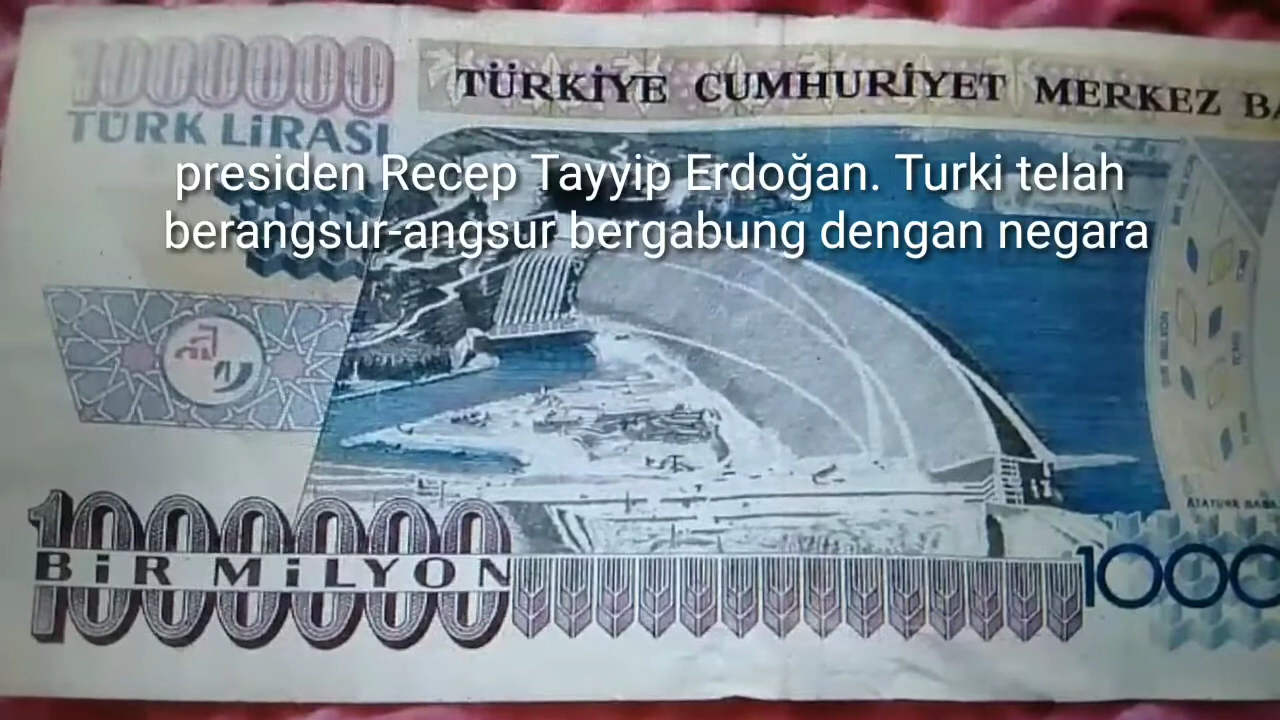 1000000
TÜRKİYE CUMHURİYET MERKEZ
TÜRK LİRASI
presiden Recep Tayyip Erdoğan. Turki telah
berangsur-angsur bergabung dengan negara
1000000
BİR MİLYON
1000